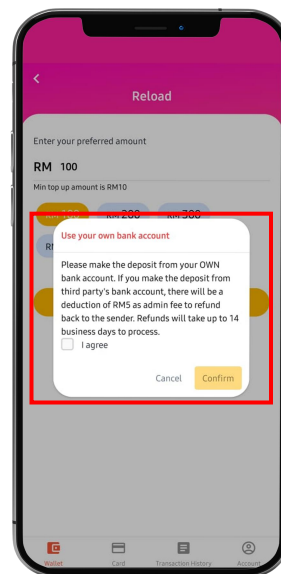 Reload
Enter your preferred amount
RM 100
Min top up amount is RM10
RM 100 RM 200 RM 300
Use your own bank account
Please make the deposit from your OWN
bank account. If you make the deposit from
third party's bank account, there will be a
deduction of RM5 as admin fee to refund
back to the sender. Refunds will take up to 14
business days to process.
I agree
Cancel Confirm
Wallet Card Transaction History Account